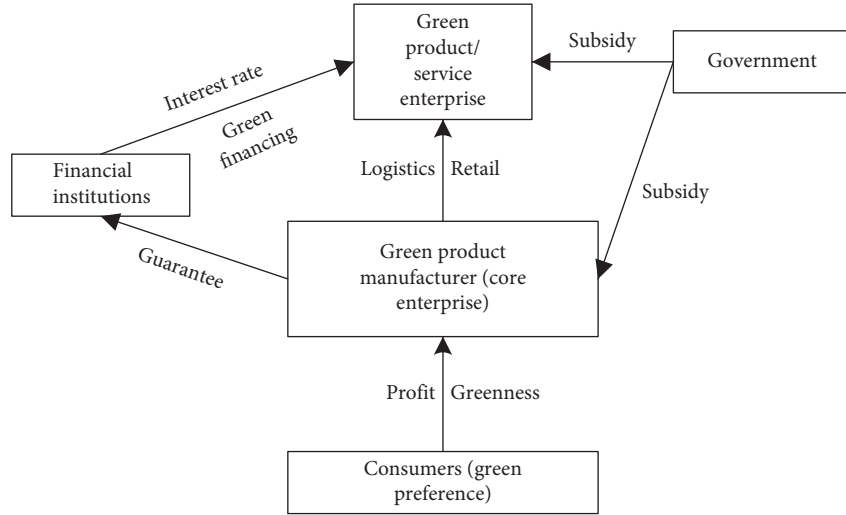 Green
product/
service
enterprise
Subsidy
Government
Interest rate
Green
financing
Financial
institutions
Logistics
Retail
Subsidy
Guarantee
Green product
manufacturer (core
enterprise)
Profit
Greenness
Consumers (green
preference)